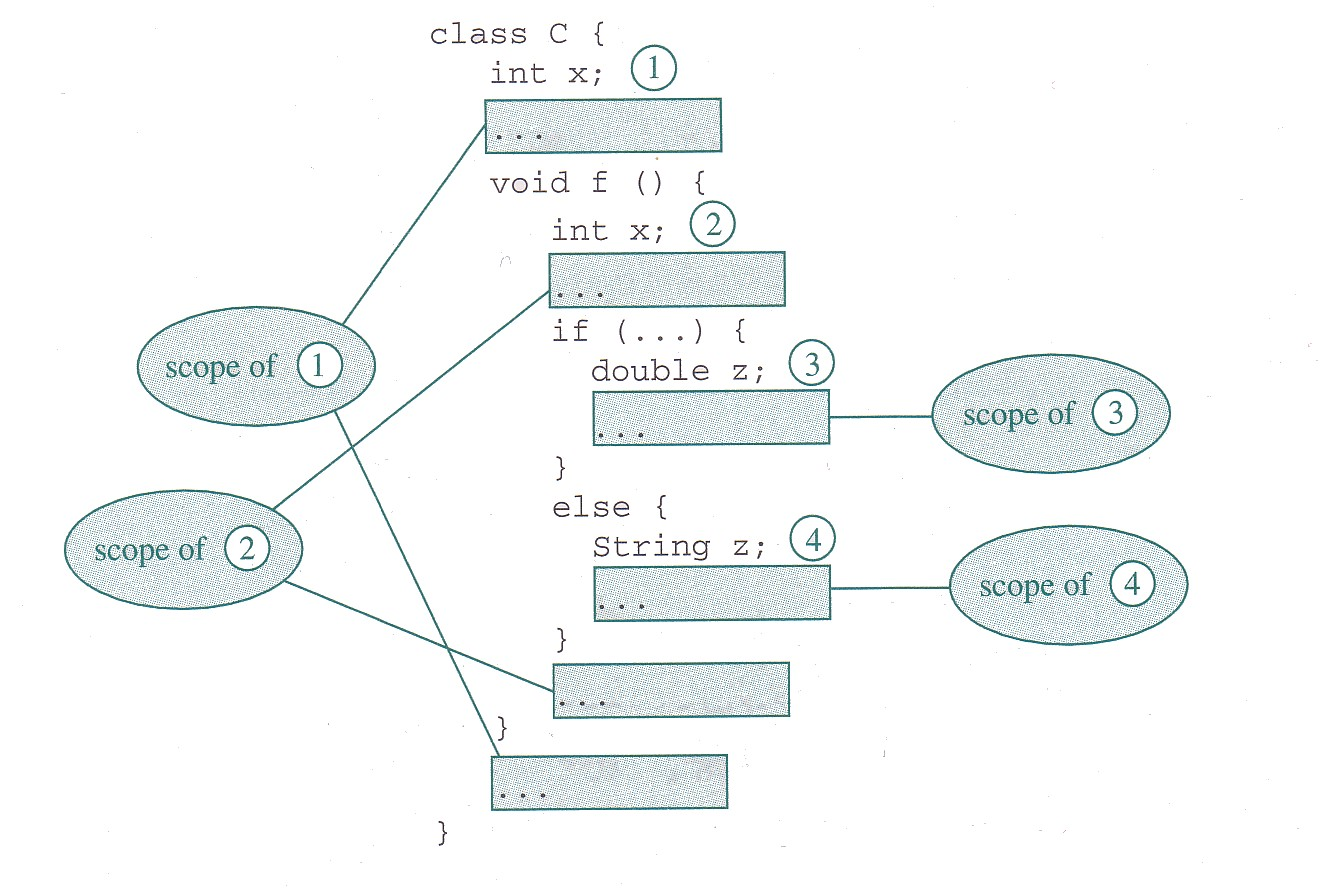 class C {
int x; 1
...
void f () {
int x; 2
...
if (...) {
double z; 3
...
}
else {
String z; 4
...
}
...
}
...
}
scope of 1
scope of 2
scope of 3
scope of 4